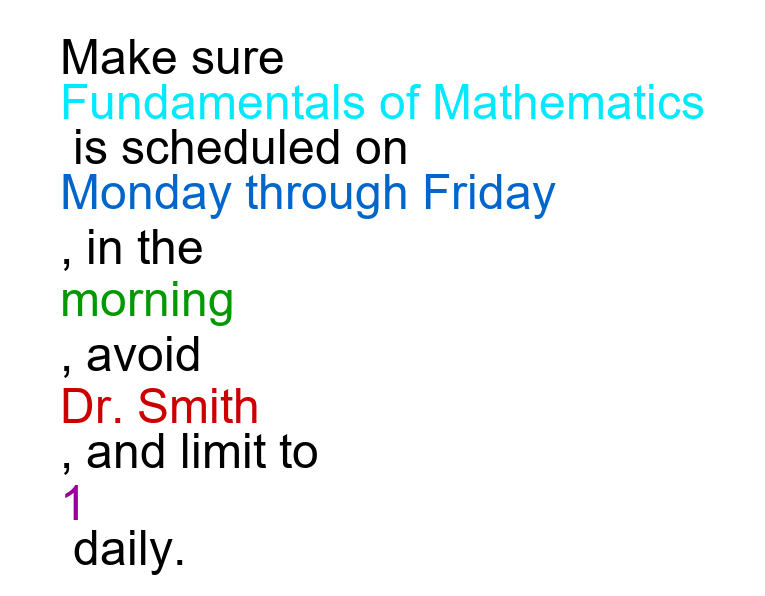 Make sure
Fundamentals of Mathematics
is scheduled on
Monday through Friday
, in the
morning
, avoid
Dr. Smith
, and limit to
1
daily.